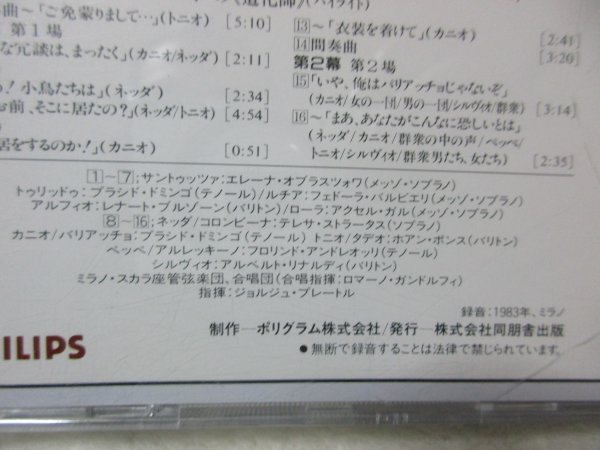 《道化師》(ハイライト)
曲〜「ご免蒙りまして…」(トニオ) [5:10]
第1場
な冗談は、まったく」(カニオ/ネッダ) [2:11]
！ 小鳥たちは」(ネッダ) [2:34]
お前、そこに居たの？」(ネッダ/トニオ) [4:54]
居をするのか！」(カニオ) [0:51]
⑬〜「衣装を着けて」(カニオ) [2:41]
⑭間奏曲 [3:20]
第2幕 第2場
⑮「いや、俺はパリアッチョじゃないぞ」
(カニオ/女の一団/男の一団/シルヴィオ/群衆) [3:14]
⑯〜「まあ、あなたがこんなに恐しいとは」
(ネッダ/カニオ/群衆の中の声/ペッペ/
トニオ/シルヴィオ/群衆男たち、女たち) [2:35]
①〜⑦；サントゥッツァ：エレーナ・オブラスツォワ(メッゾ・ソプラノ)
トゥリッドゥ：プラシド・ドミンゴ(テノール)/ルチア：フェドーラ・バルビエリ(メッゾ・ソプラノ)
アルフィオ：レナート・ブルゾーン(バリトン)/ローラ：アクセル・ガル(メッゾ・ソプラノ)
⑧〜⑯；ネッダ/コロンビーナ：テレサ・ストラータス(ソプラノ)
カニオ/パリアッチョ：プラシド・ドミンゴ(テノール) トニオ/タデオ：ホアン・ポンス(バリトン)
ペッペ/アルレッキーノ：フロリンド・アンドレオッリ(テノール)
シルヴィオ：アルベルト・リナルディ(バリトン)
ミラノ・スカラ座管弦楽団、合唱団(合唱指揮：ロマーノ・ガンドルフィ)
指揮：ジョルジュ・プレートル
録音：1983年、ミラノ
制作—ポリグラム株式会社/発行—株式会社同朋舎出版
●無断で録音することは法律で禁じられています。
ILIPS